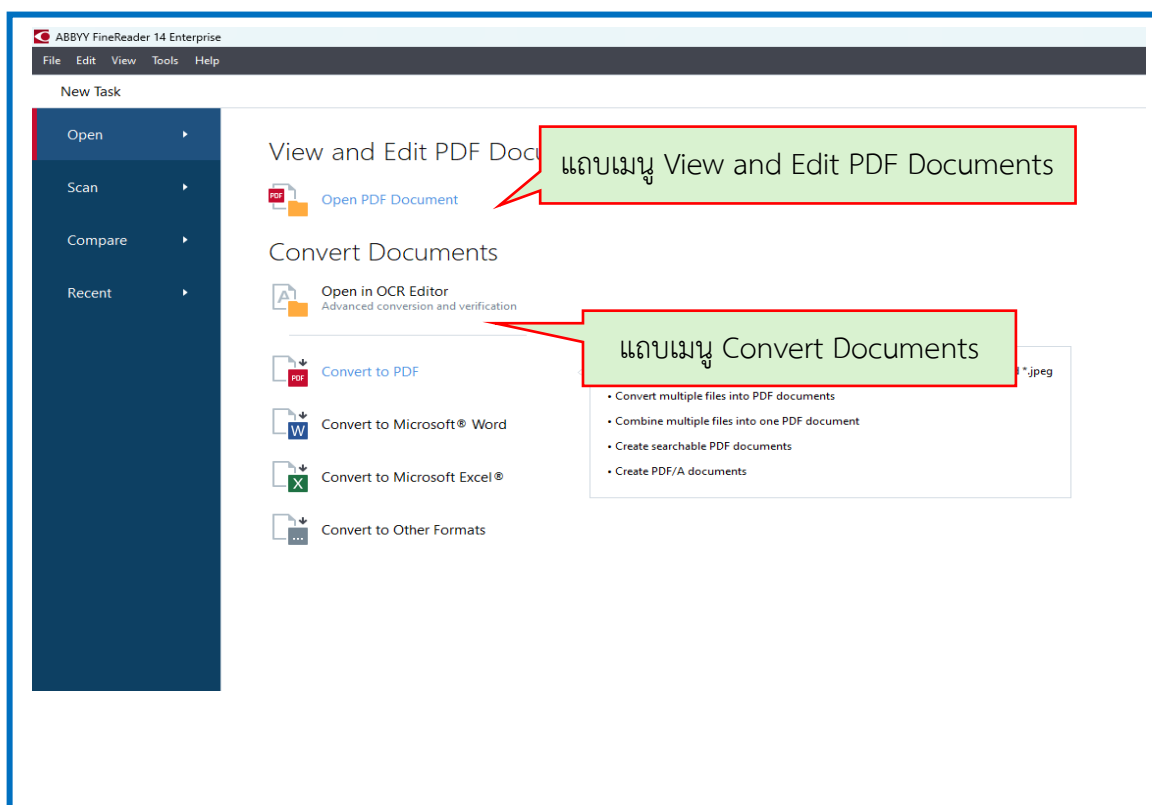 ABBYY FineReader 14 Enterprise
File Edit View Tools Help
New Task
Open
Scan
Compare
Recent
View and Edit PDF Docu
แถบเมนู View and Edit PDF Documents
Open PDF Document
Convert Documents
Open in OCR Editor
Advanced conversion and verification
แถบเมนู Convert Documents
Convert to PDF
*.jpeg
• Convert multiple files into PDF documents
• Combine multiple files into one PDF document
• Create searchable PDF documents
• Create PDF/A documents
Convert to Microsoft® Word
Convert to Microsoft Excel®
Convert to Other Formats